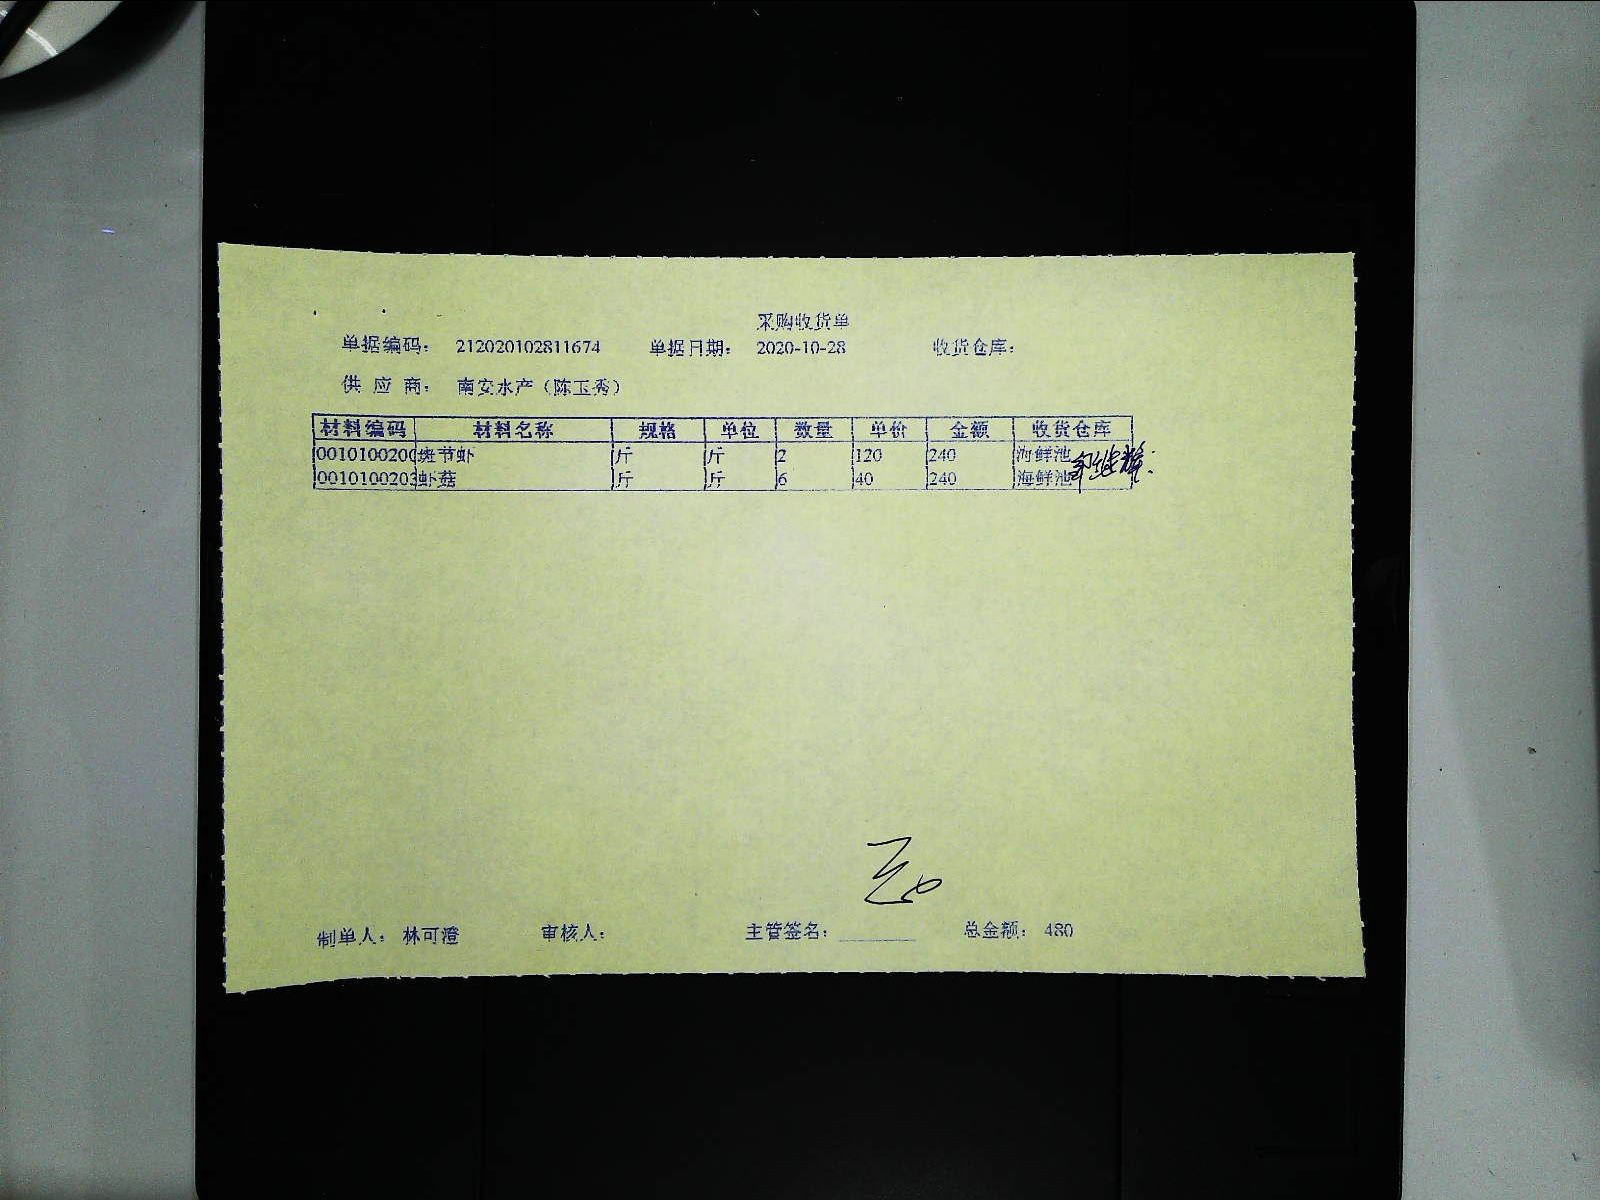 采购收货单
单据编码： 212020102811674 单据日期： 2020-10-28 收货仓库：
供 应 商： 南安水产（陈玉秀）
材料编码 材料名称 规格 单位 数量 单价 金额 收货仓库
0010100200 斑节虾 斤 斤 2 120 240 海鲜池
0010100203 虾菇 斤 斤 6 40 240 海鲜池
制单人： 林可澄 审核人： 主管签名： 总金额： 480